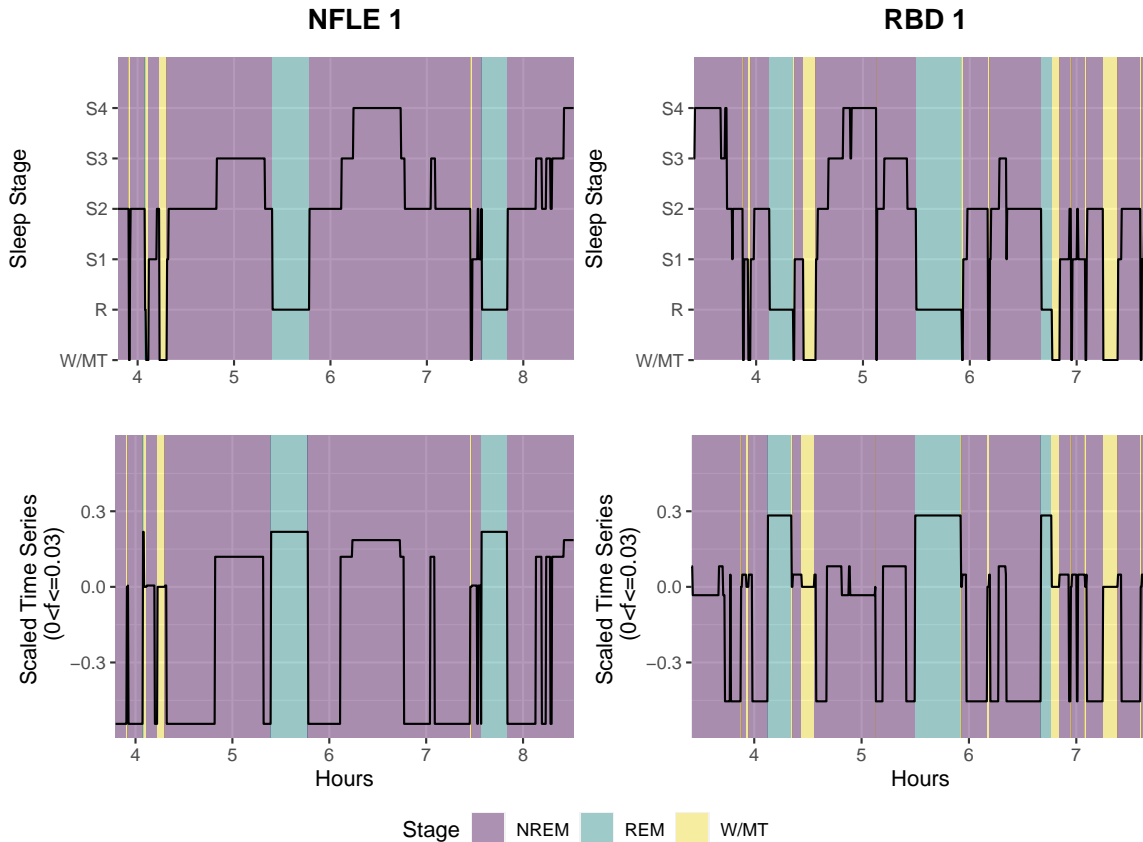 NFLE 1
RBD 1
Sleep Stage
S4
S3
S2
S1
R
W/MT
4 5 6 7 8
Sleep Stage
S4
S3
S2
S1
R
W/MT
4 5 6 7
Scaled Time Series
(0<f<=0.03)
0.3
0.0
−0.3
4 5 6 7 8
Hours
Scaled Time Series
(0<f<=0.03)
0.3
0.0
−0.3
4 5 6 7
Hours
Stage NREM REM W/MT